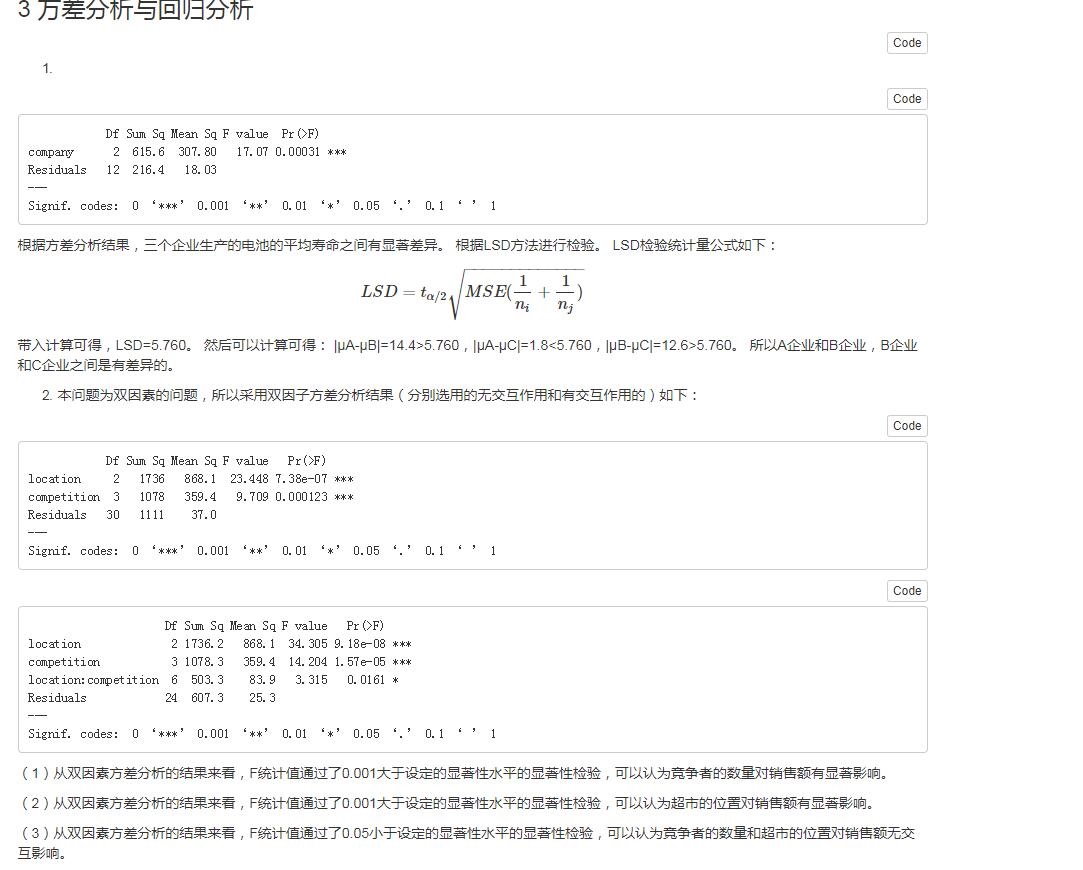 3 方差分析与回归分析
Code
1.
Code
Df Sum Sq Mean Sq F value Pr(>F)
company 2 615.6 307.80 17.07 0.00031 ***
Residuals 12 216.4 18.03
---
Signif. codes: 0 ‘***’ 0.001 ‘**’ 0.01 ‘*’ 0.05 ‘.’ 0.1 ‘ ’ 1
根据方差分析结果，三个企业生产的电池的平均寿命之间有显著差异。 根据LSD方法进行检验。 LSD检验统计量公式如下：
LSD = t_{α/2}√(MSE(1/n_i + 1/n_j))
带入计算可得，LSD=5.760。 然后可以计算可得： |μA-μB|=14.4>5.760，|μA-μC|=1.8<5.760，|μB-μC|=12.6>5.760。 所以A企业和B企业，B企业
和C企业之间是有差异的。
2. 本问题为双因素的问题，所以采用双因子方差分析结果（分别选用的无交互作用和有交互作用的）如下：
Code
Df Sum Sq Mean Sq F value Pr(>F)
location 2 1736 868.1 23.448 7.38e-07 ***
competition 3 1078 359.4 9.709 0.000123 ***
Residuals 30 1111 37.0
---
Signif. codes: 0 ‘***’ 0.001 ‘**’ 0.01 ‘*’ 0.05 ‘.’ 0.1 ‘ ’ 1
Code
Df Sum Sq Mean Sq F value Pr(>F)
location 2 1736.2 868.1 34.305 9.18e-08 ***
competition 3 1078.3 359.4 14.204 1.57e-05 ***
location:competition 6 503.3 83.9 3.315 0.0161 *
Residuals 24 607.3 25.3
---
Signif. codes: 0 ‘***’ 0.001 ‘**’ 0.01 ‘*’ 0.05 ‘.’ 0.1 ‘ ’ 1
（1）从双因素方差分析的结果来看，F统计值通过了0.001大于设定的显著性水平的显著性检验，可以认为竞争者的数量对销售额有显著影响。
（2）从双因素方差分析的结果来看，F统计值通过了0.001大于设定的显著性水平的显著性检验，可以认为超市的位置对销售额有显著影响。
（3）从双因素方差分析的结果来看，F统计值通过了0.05小于设定的显著性水平的显著性检验，可以认为竞争者的数量和超市的位置对销售额无交
互影响。